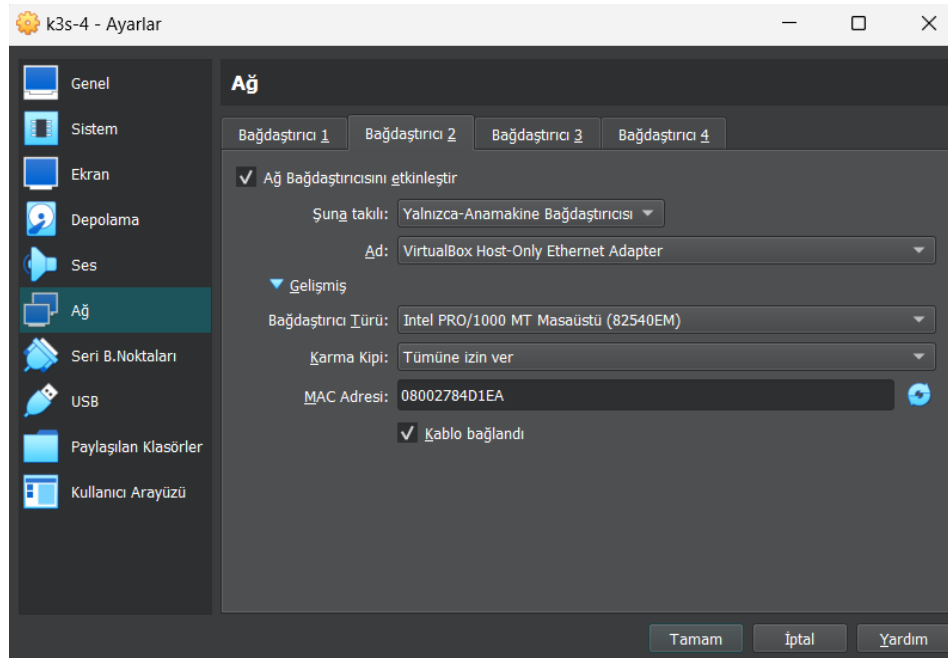 k3s-4 - Ayarlar
Genel
Sistem
Ekran
Depolama
Ses
Ağ
Seri B.Noktaları
USB
Paylaşılan Klasörler
Kullanıcı Arayüzü
Ağ
Bağdaştırıcı 1 Bağdaştırıcı 2 Bağdaştırıcı 3 Bağdaştırıcı 4
Ağ Bağdaştırıcısını etkinleştir
Şuna takılı: Yalnızca-Anamakine Bağdaştırıcısı
Ad: VirtualBox Host-Only Ethernet Adapter
Gelişmiş
Bağdaştırıcı Türü: Intel PRO/1000 MT Masaüstü (82540EM)
Karma Kipi: Tümüne izin ver
MAC Adresi: 08002784D1EA
Kablo bağlandı
Tamam İptal Yardım